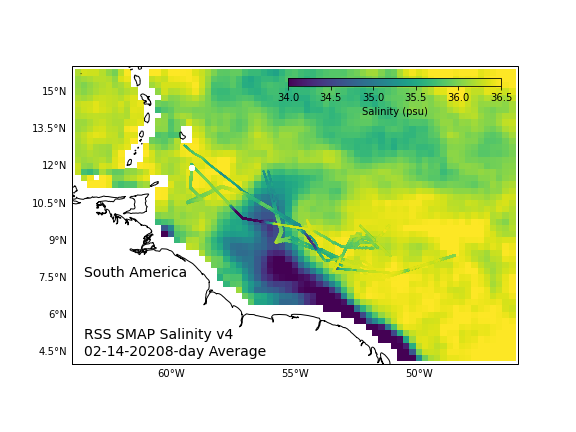 34.0 34.5 35.0 35.5 36.0 36.5
Salinity (psu)
15°N
13.5°N
12°N
10.5°N
9°N
7.5°N
6°N
4.5°N
South America
RSS SMAP Salinity v4
02-14-20208-day Average
60°W 55°W 50°W